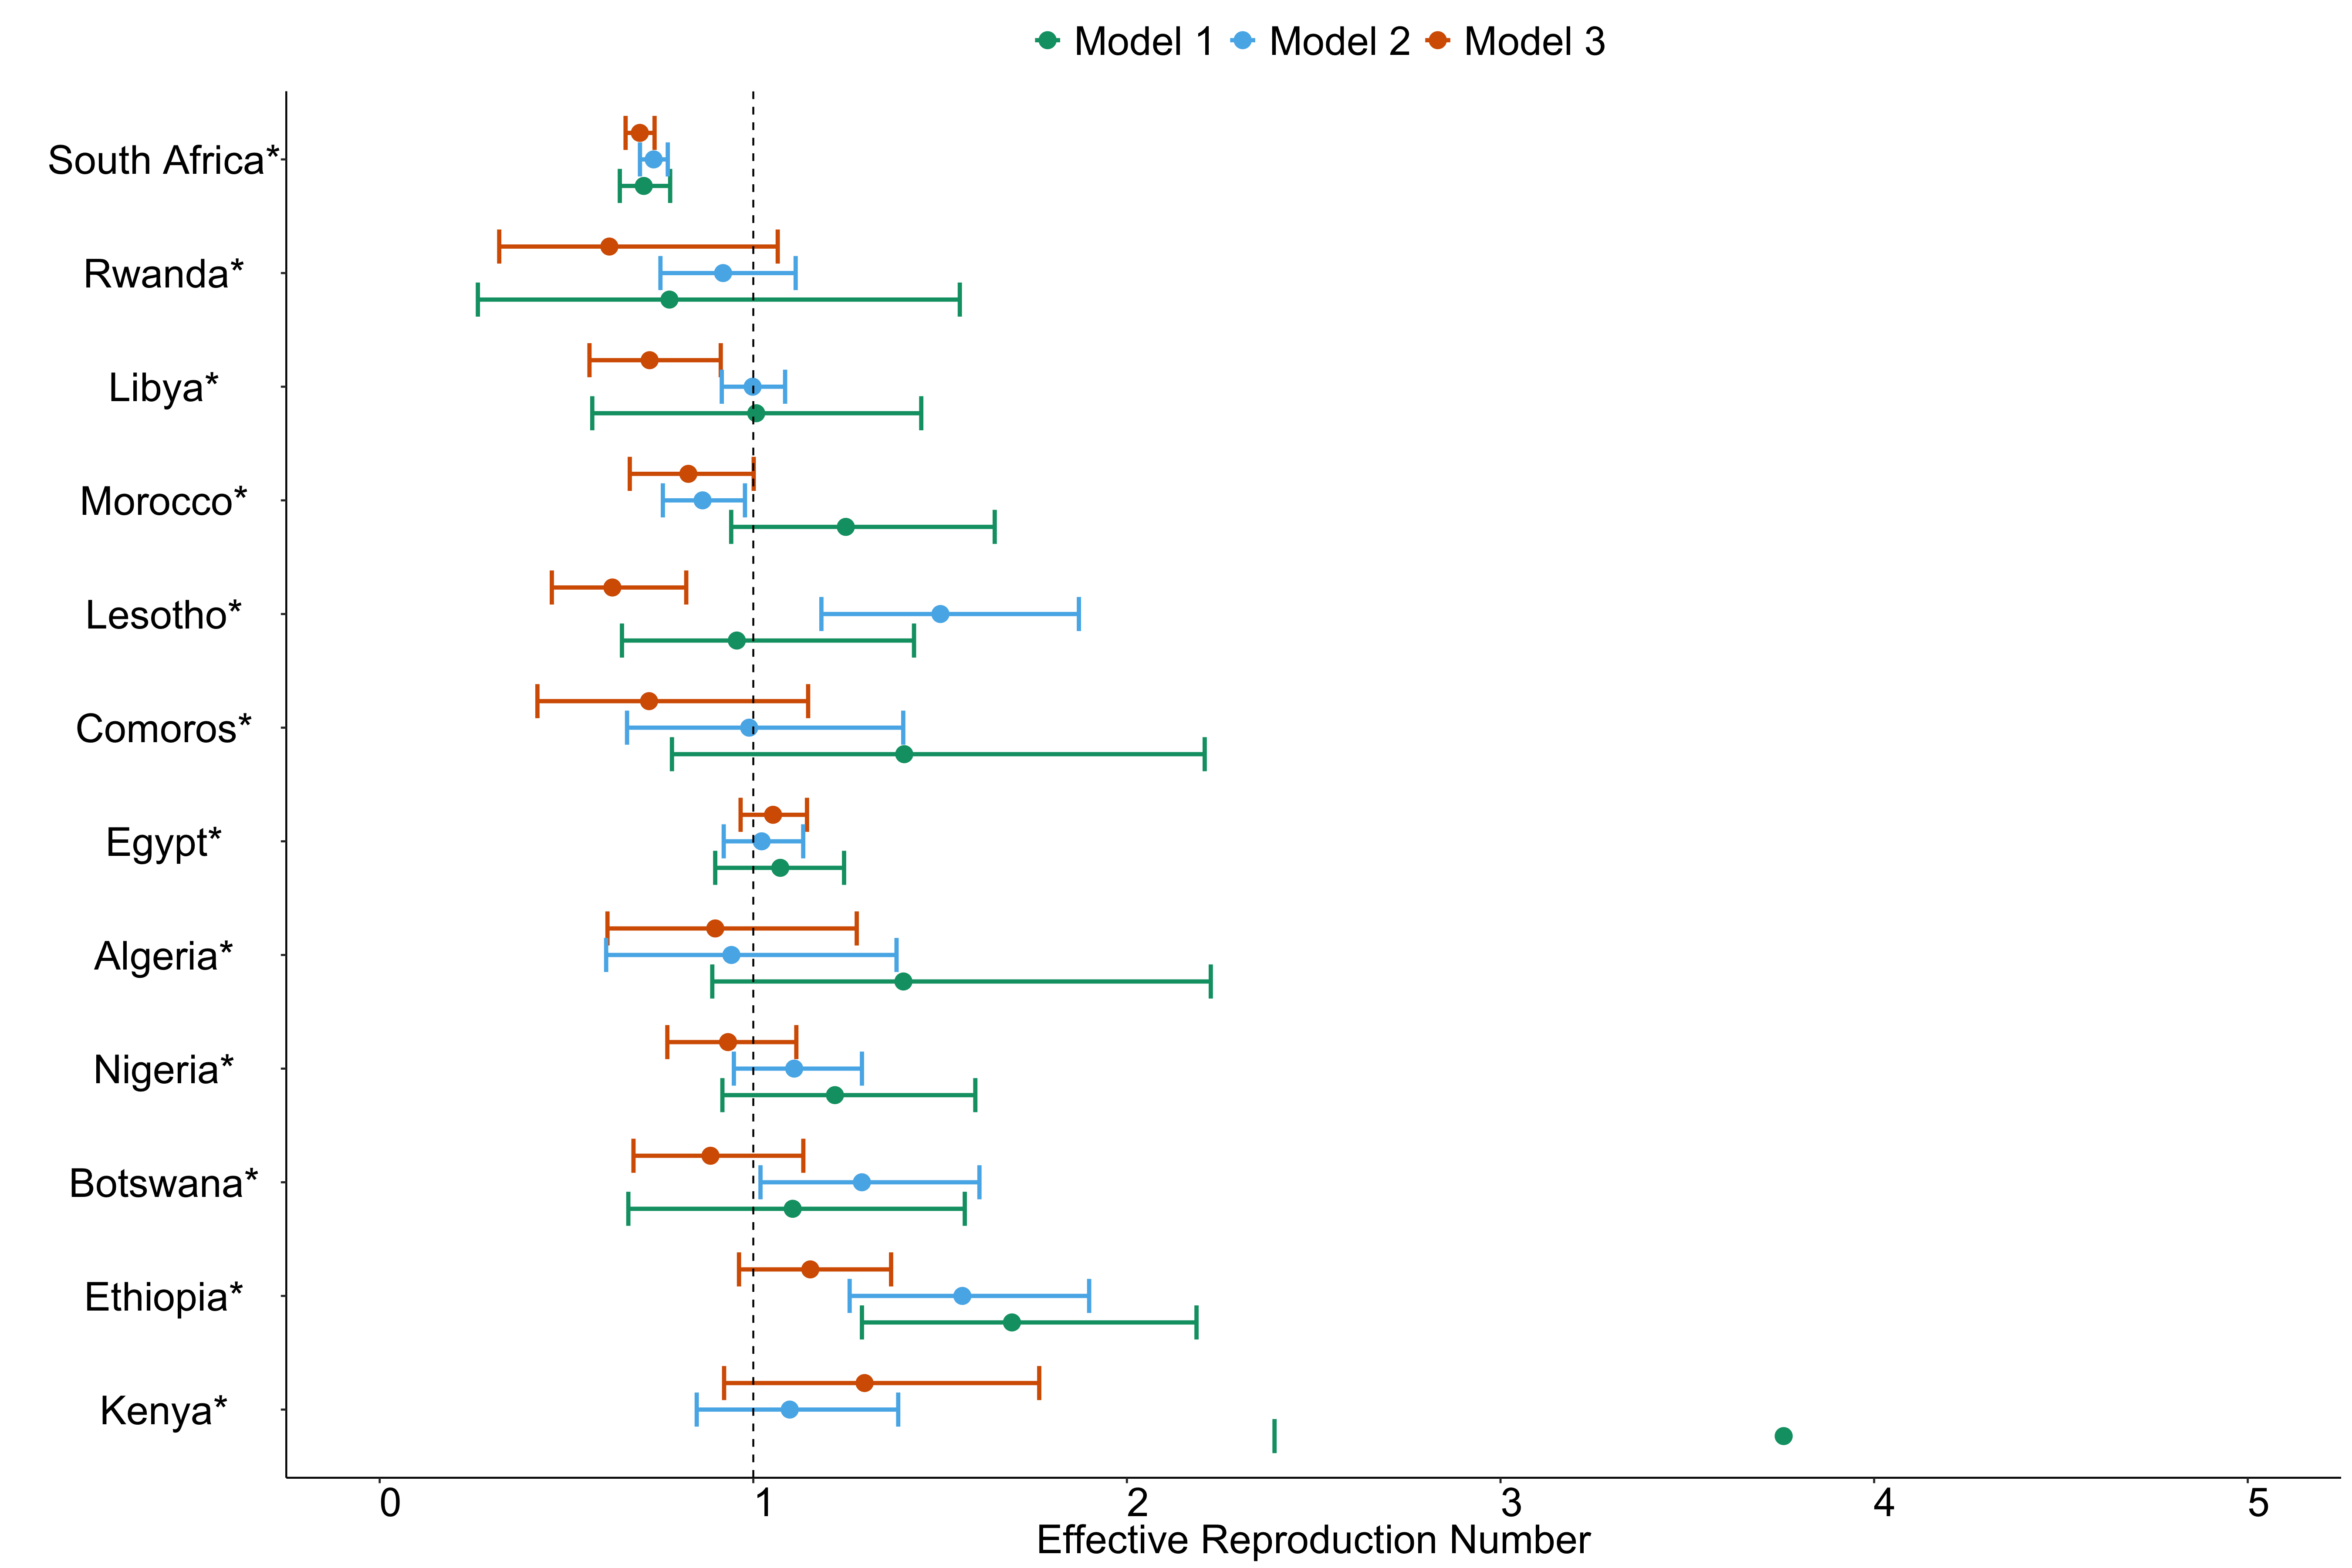 Model 1 Model 2 Model 3
South Africa*
Rwanda*
Libya*
Morocco*
Lesotho*
Comoros*
Egypt*
Algeria*
Nigeria*
Botswana*
Ethiopia*
Kenya*
0 1 2 3 4 5
Effective Reproduction Number